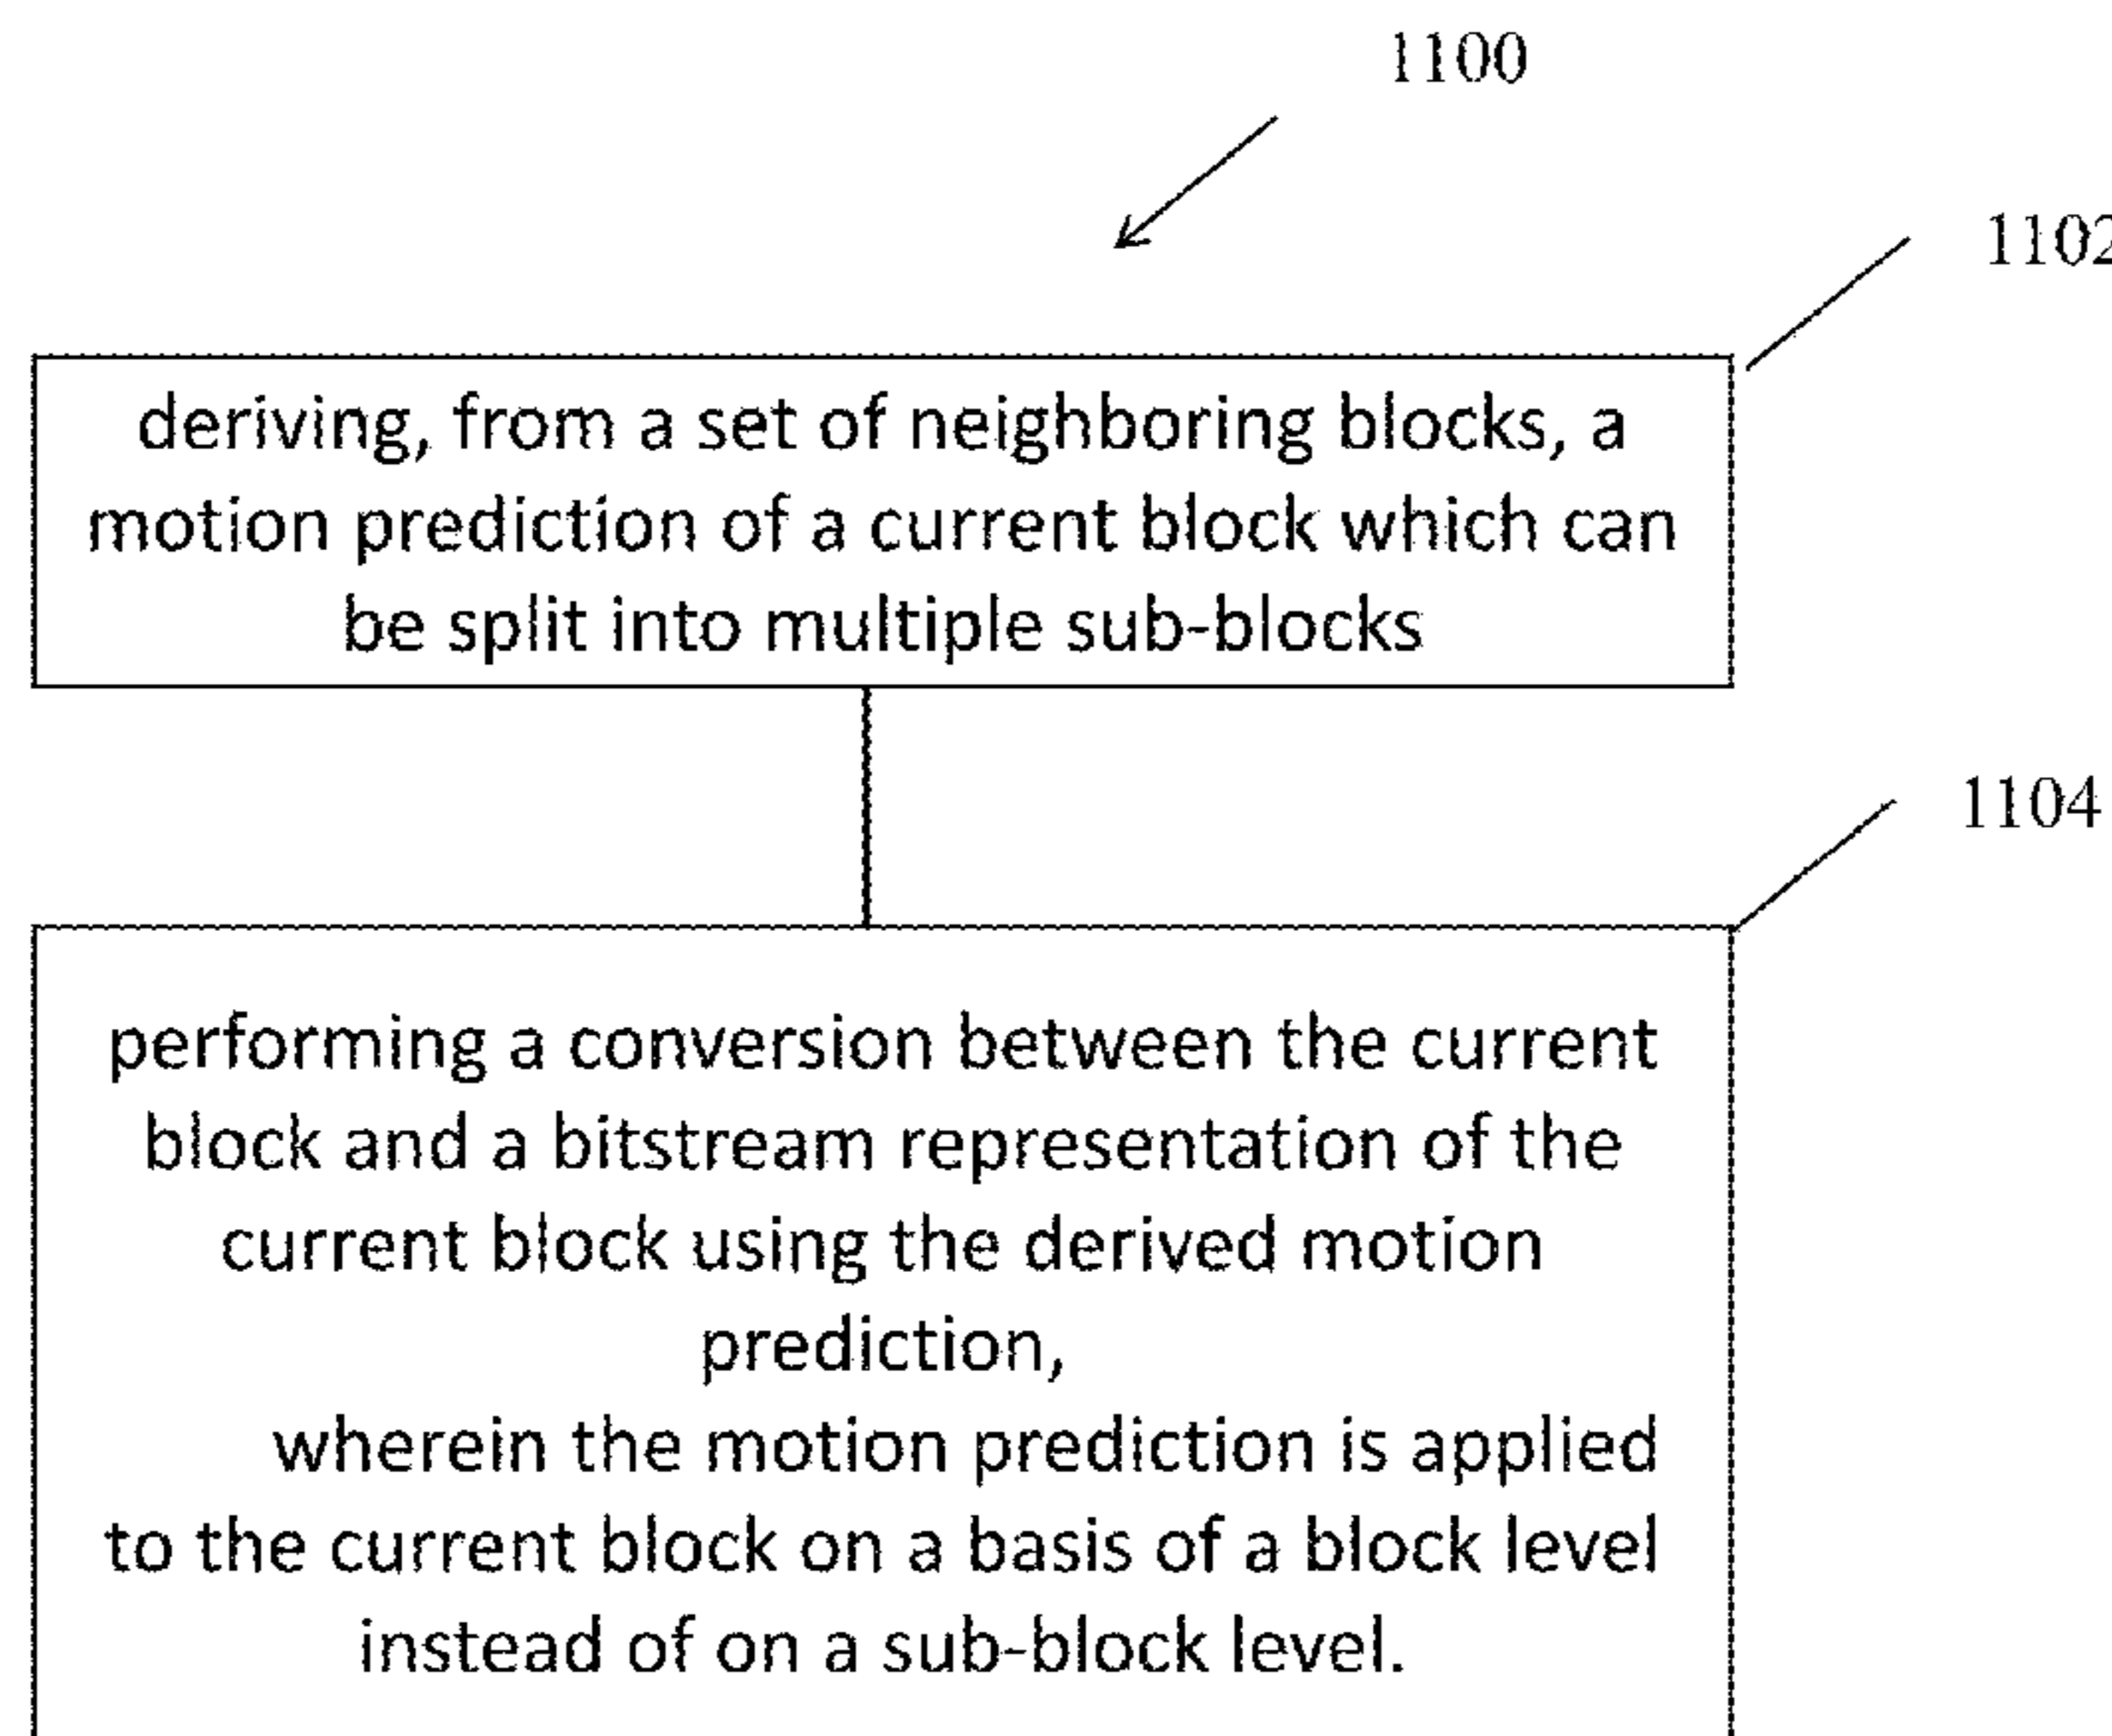 1100
1102
deriving, from a set of neighboring blocks, a
motion prediction of a current block which can
be split into multiple sub-blocks
1104
performing a conversion between the current
block and a bitstream representation of the
current block using the derived motion
prediction,
wherein the motion prediction is applied
to the current block on a basis of a block level
instead of on a sub-block level.